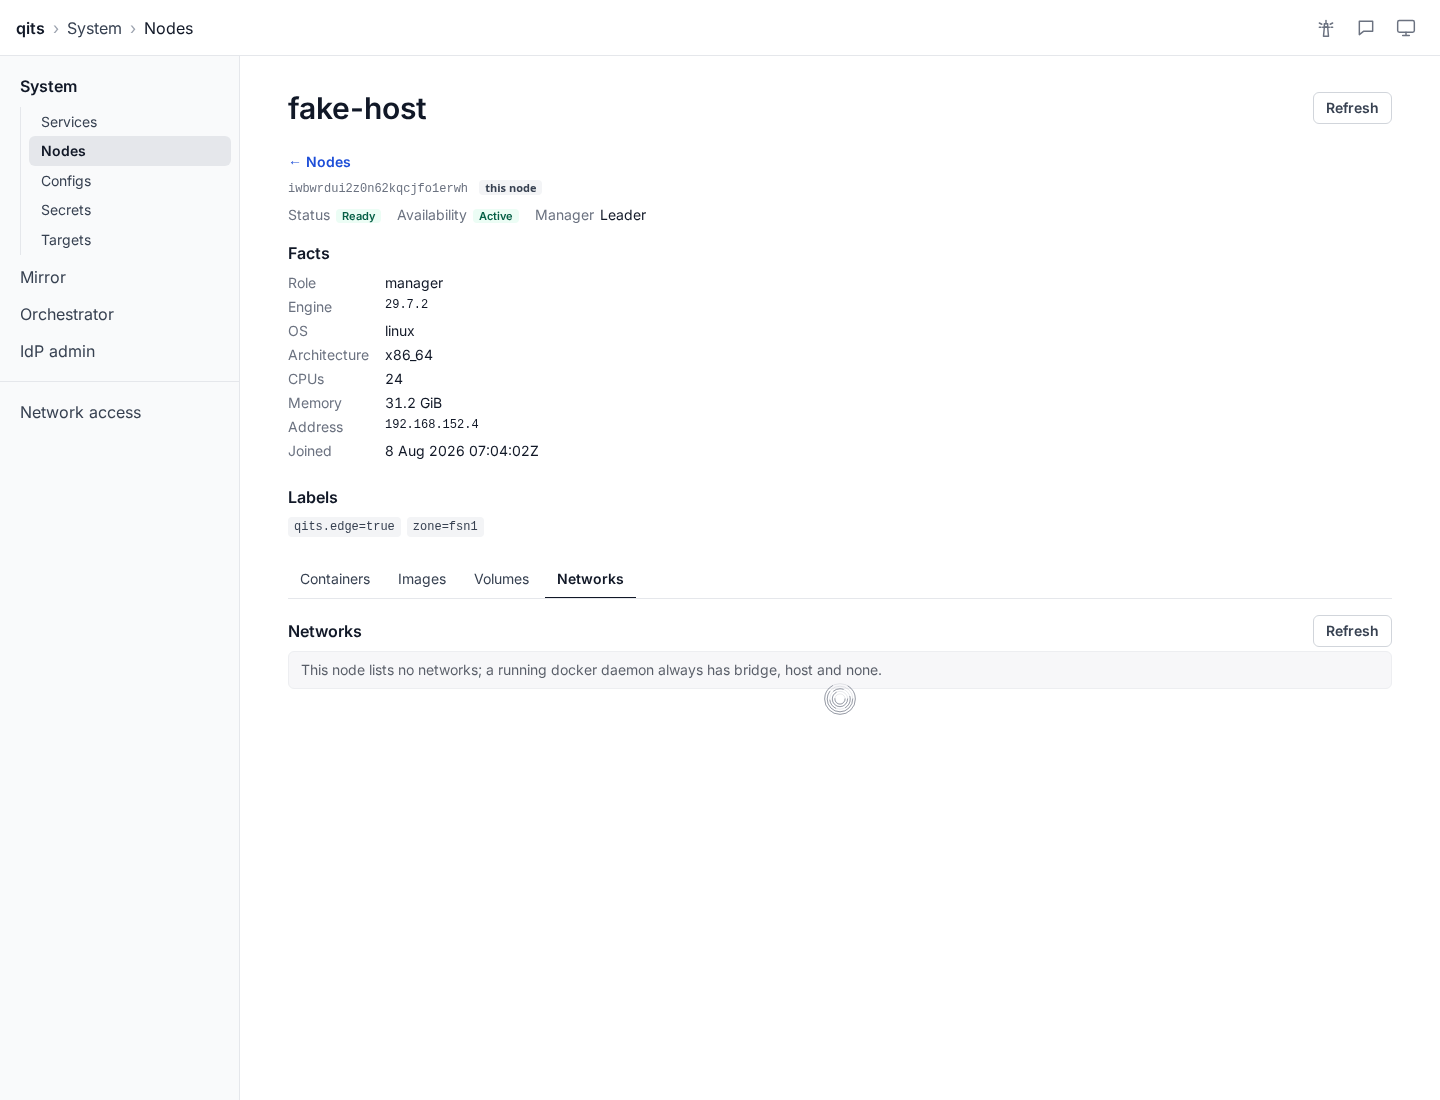 qits › System › Nodes
System
Services
Nodes
Configs
Secrets
Targets
Mirror
Orchestrator
IdP admin
Network access
fake-host
Refresh
← Nodes
iwbwrdui2z0n62kqcjfo1erwh this node
Status Ready Availability Active Manager Leader
Facts
Role manager
Engine 29.7.2
OS linux
Architecture x86_64
CPUs 24
Memory 31.2 GiB
Address 192.168.152.4
Joined 8 Aug 2026 07:04:02Z
Labels
qits.edge=true zone=fsn1
Containers Images Volumes Networks
Networks
Refresh
This node lists no networks; a running docker daemon always has bridge, host and none.